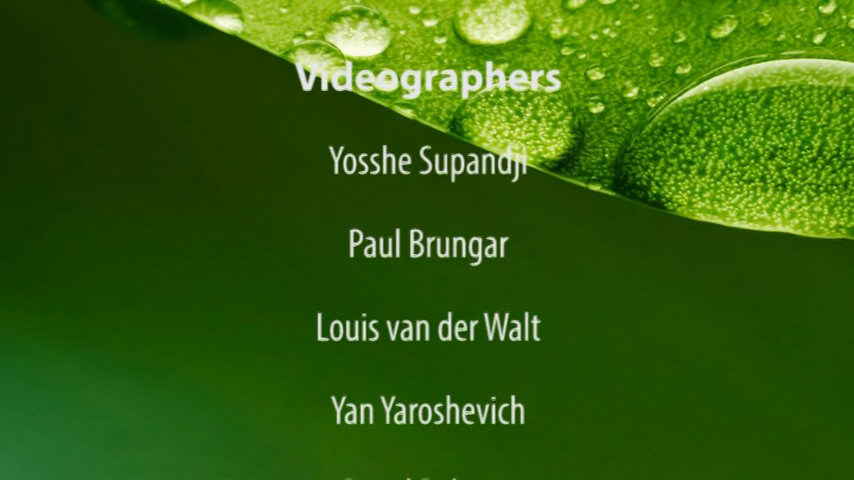 Videographers
Yosshe Supandji
Paul Brungar
Louis van der Walt
Yan Yaroshevich